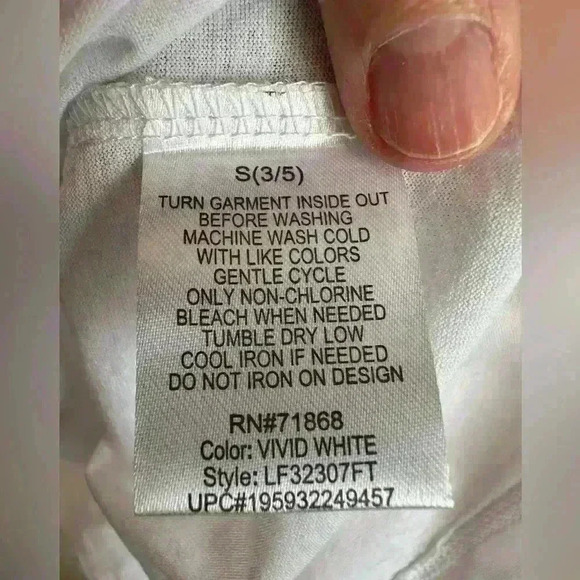 S(3/5)
TURN GARMENT INSIDE OUT
BEFORE WASHING
MACHINE WASH COLD
WITH LIKE COLORS
GENTLE CYCLE
ONLY NON-CHLORINE
BLEACH WHEN NEEDED
TUMBLE DRY LOW
COOL IRON IF NEEDED
DO NOT IRON ON DESIGN
RN#71868
Color: VIVID WHITE
Style: LF32307FT
UPC#195932249457